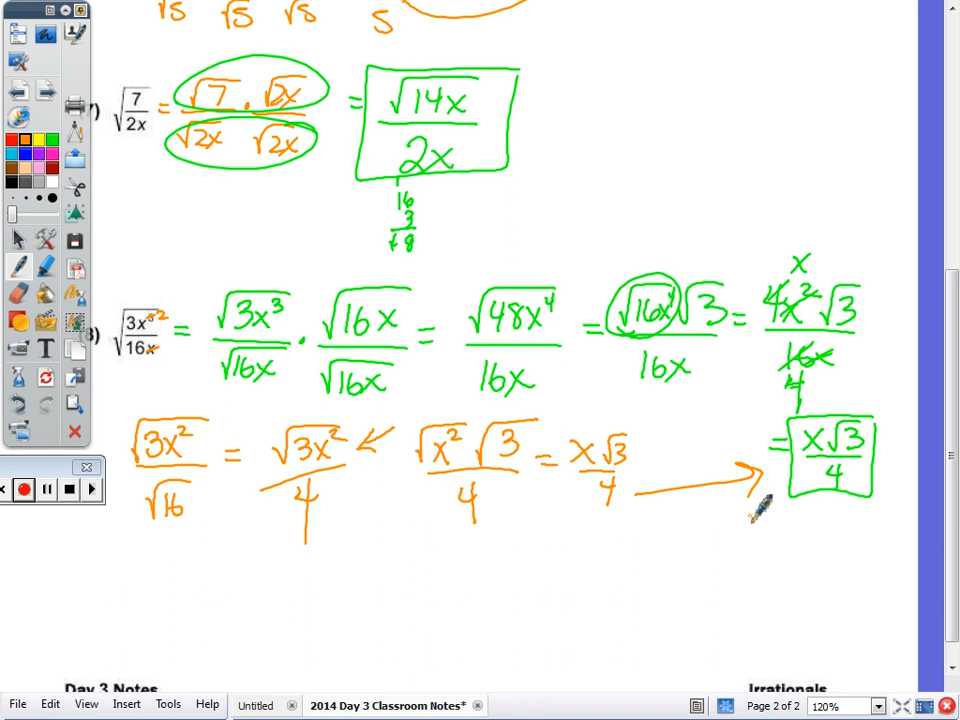 √5 √5 √5 5
7) √(7/2x) = √7/√2x · √2x/√2x = √14x/2x
16
3
48
8) √(3x³/16x) = √3x³/√16x · √16x/√16x = √48x⁴/16x = √16x⁴√3/16x = 4x²√3/16x
x
4
√3x²/√16 = √3x²/4 √x²√3/4 = x√3/4 = x√3/4
Day 3 Notes Irrationals
File Edit View Insert Tools Help Untitled 2014 Day 3 Classroom Notes* Page 2 of 2 120%